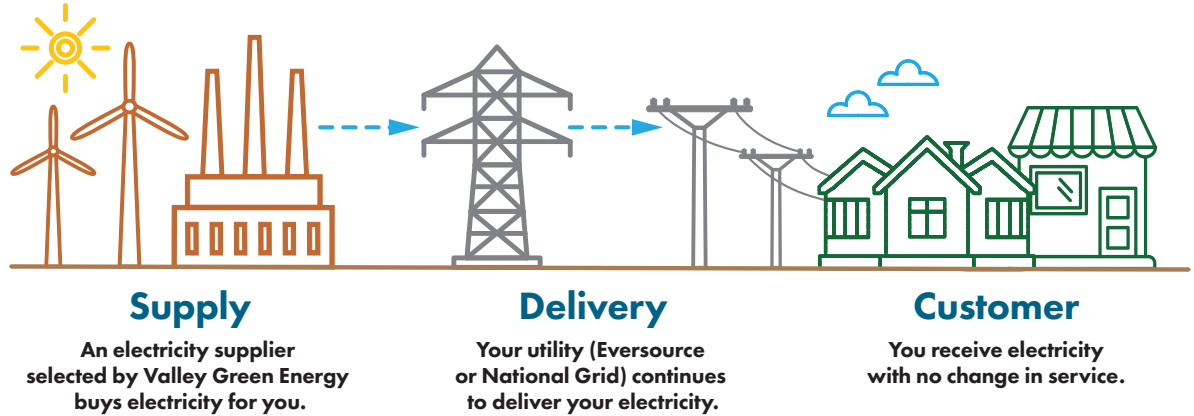 Supply
An electricity supplier
selected by Valley Green Energy
buys electricity for you.
Delivery
Your utility (Eversource
or National Grid) continues
to deliver your electricity.
Customer
You receive electricity
with no change in service.